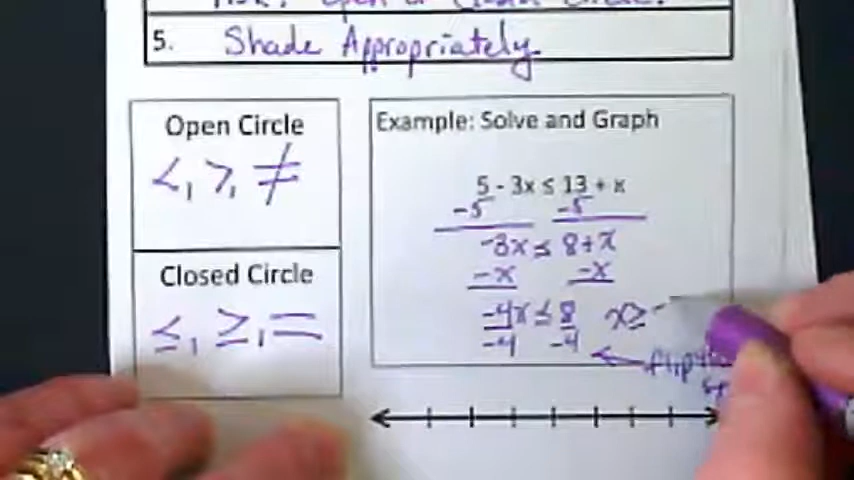 5. Shade Appropriately
Open Circle
<, >, ≠
Closed Circle
≤, ≥, =
Example: Solve and Graph
5 - 3x ≤ 13 + x
-5 -5
-3x ≤ 8+x
-x -x
-4x ≤ 8 x ≥ -
-4 -4
flip